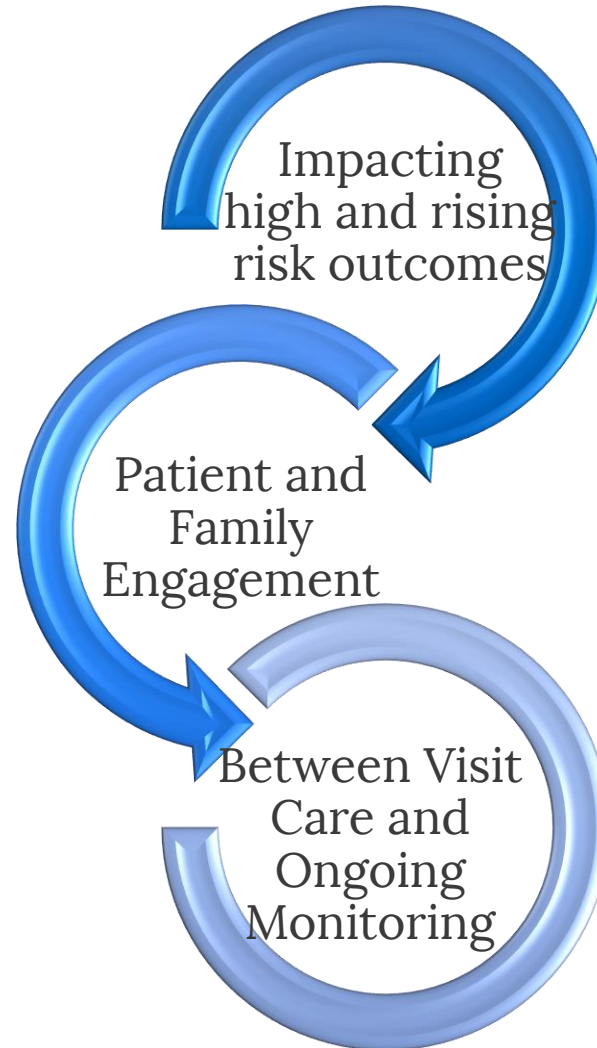 Impacting
high and rising
risk outcomes
Patient and
Family
Engagement
Between Visit
Care and
Ongoing
Monitoring